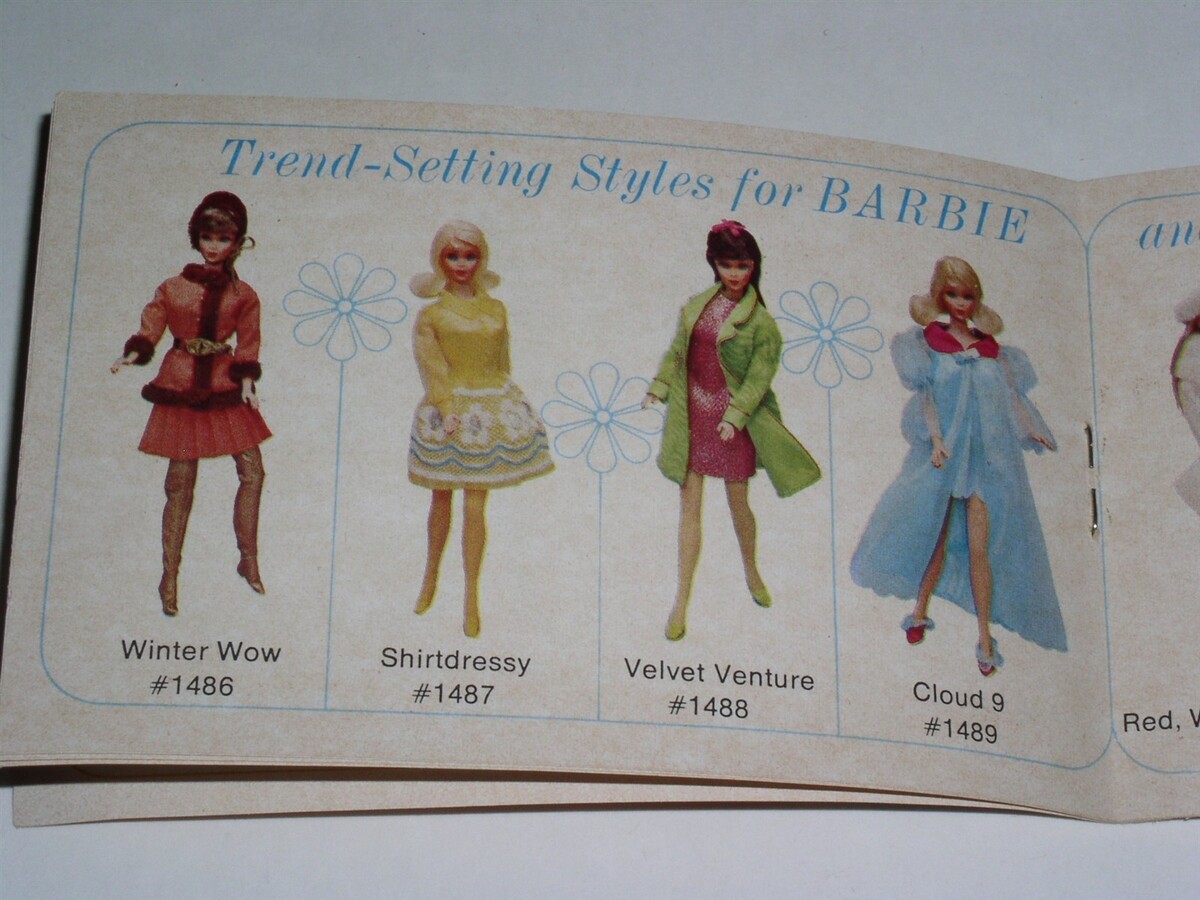 Trend-Setting Styles for BARBIE
Winter Wow
#1486
Shirtdressy
#1487
Velvet Venture
#1488
Cloud 9
#1489
Red,